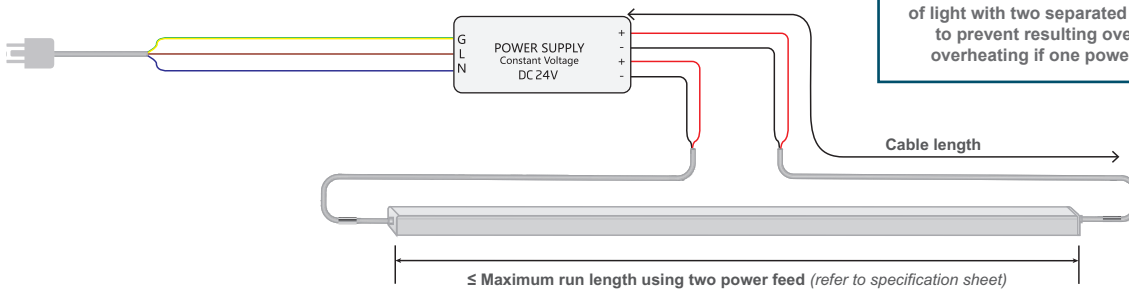 of light with two separated
to prevent resulting ove
overheating if one powe
G
L
N
POWER SUPPLY
Constant Voltage
DC 24V
+
-
+
-
Cable length
≤ Maximum run length using two power feed (refer to specification sheet)